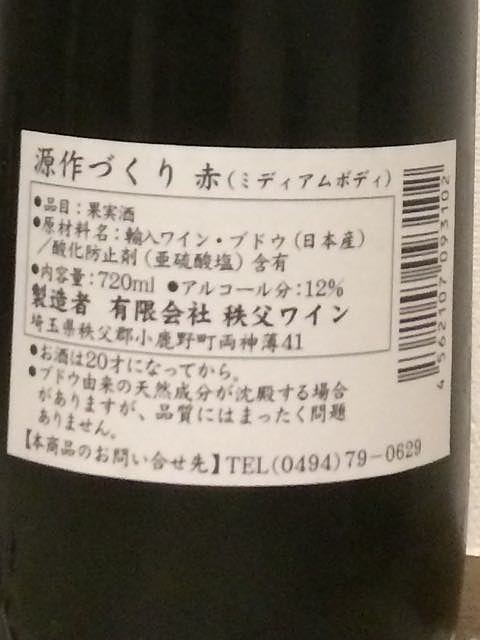 源作づくり 赤(ミディアムボディ)
●品目:果実酒
●原材料名:輸入ワイン・ブドウ(日本産)
/酸化防止剤(亜硫酸塩)含有
●内容量:720ml ●アルコール分:12%
製造者 有限会社 秩父ワイン
埼玉県秩父郡小鹿野町両神薄41
●お酒は20才になってから。
●ブドウ由来の天然成分が沈殿する場合
がありますが、品質にはまったく問題
ありません。
【本商品のお問い合せ先】TEL(0494)79-0629
4562107093102